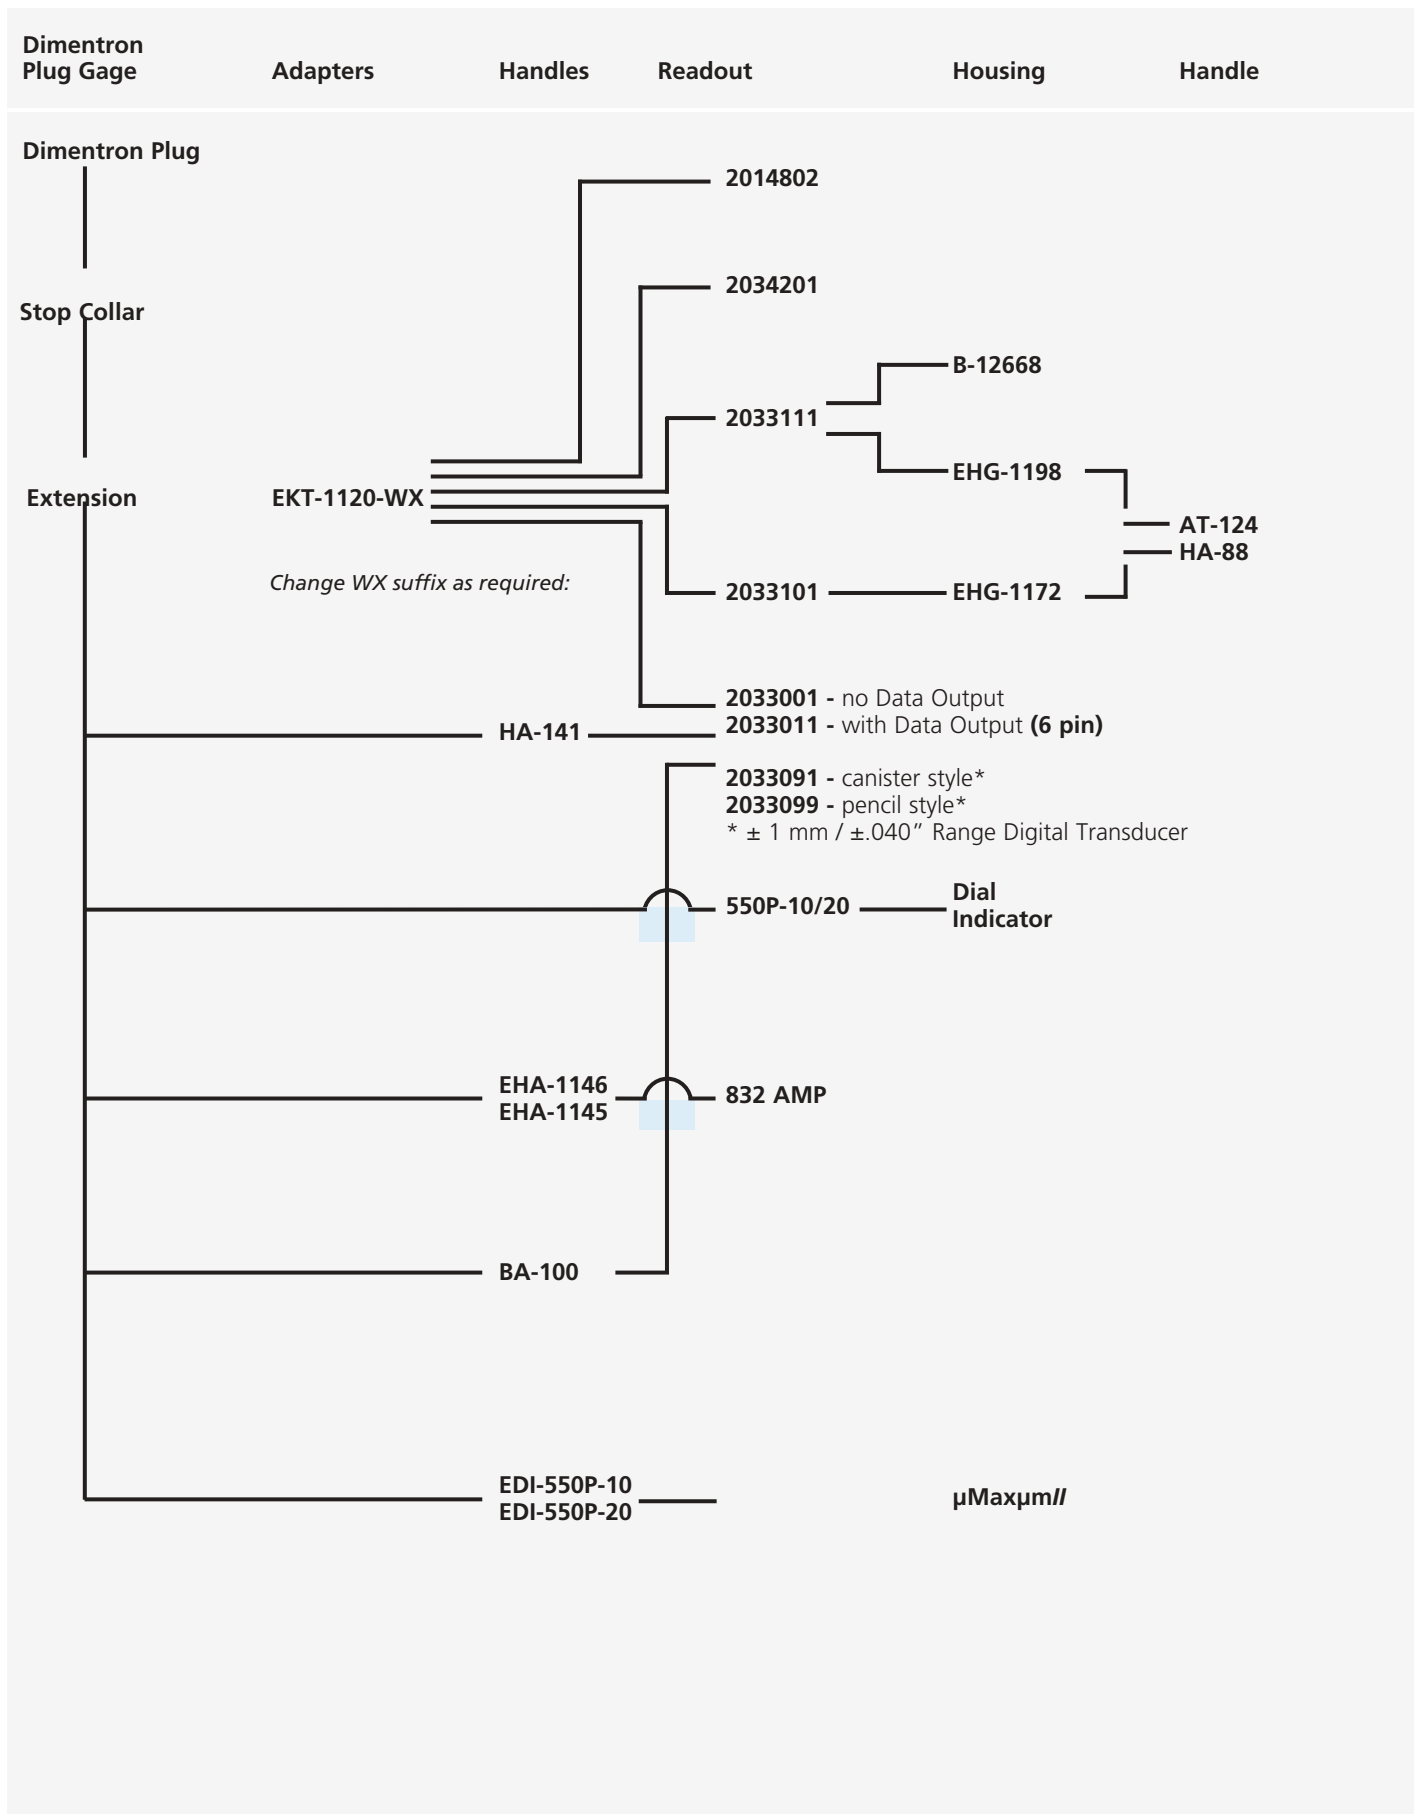 Dimentron
Plug Gage
Adapters
Handles
Readout
Housing
Handle
Dimentron Plug
2014802
2034201
Stop Collar
B-12668
2033111
EHG-1198
Extension
EKT-1120-WX
AT-124
HA-88
Change WX suffix as required:
2033101
EHG-1172
2033001 - no Data Output
HA-141
2033011 - with Data Output (6 pin)
2033091 - canister style*
2033099 - pencil style*
* ± 1 mm / ±.040” Range Digital Transducer
550P-10/20
Dial
Indicator
EHA-1146
EHA-1145
832 AMP
BA-100
EDI-550P-10
EDI-550P-20
µMaxµmII